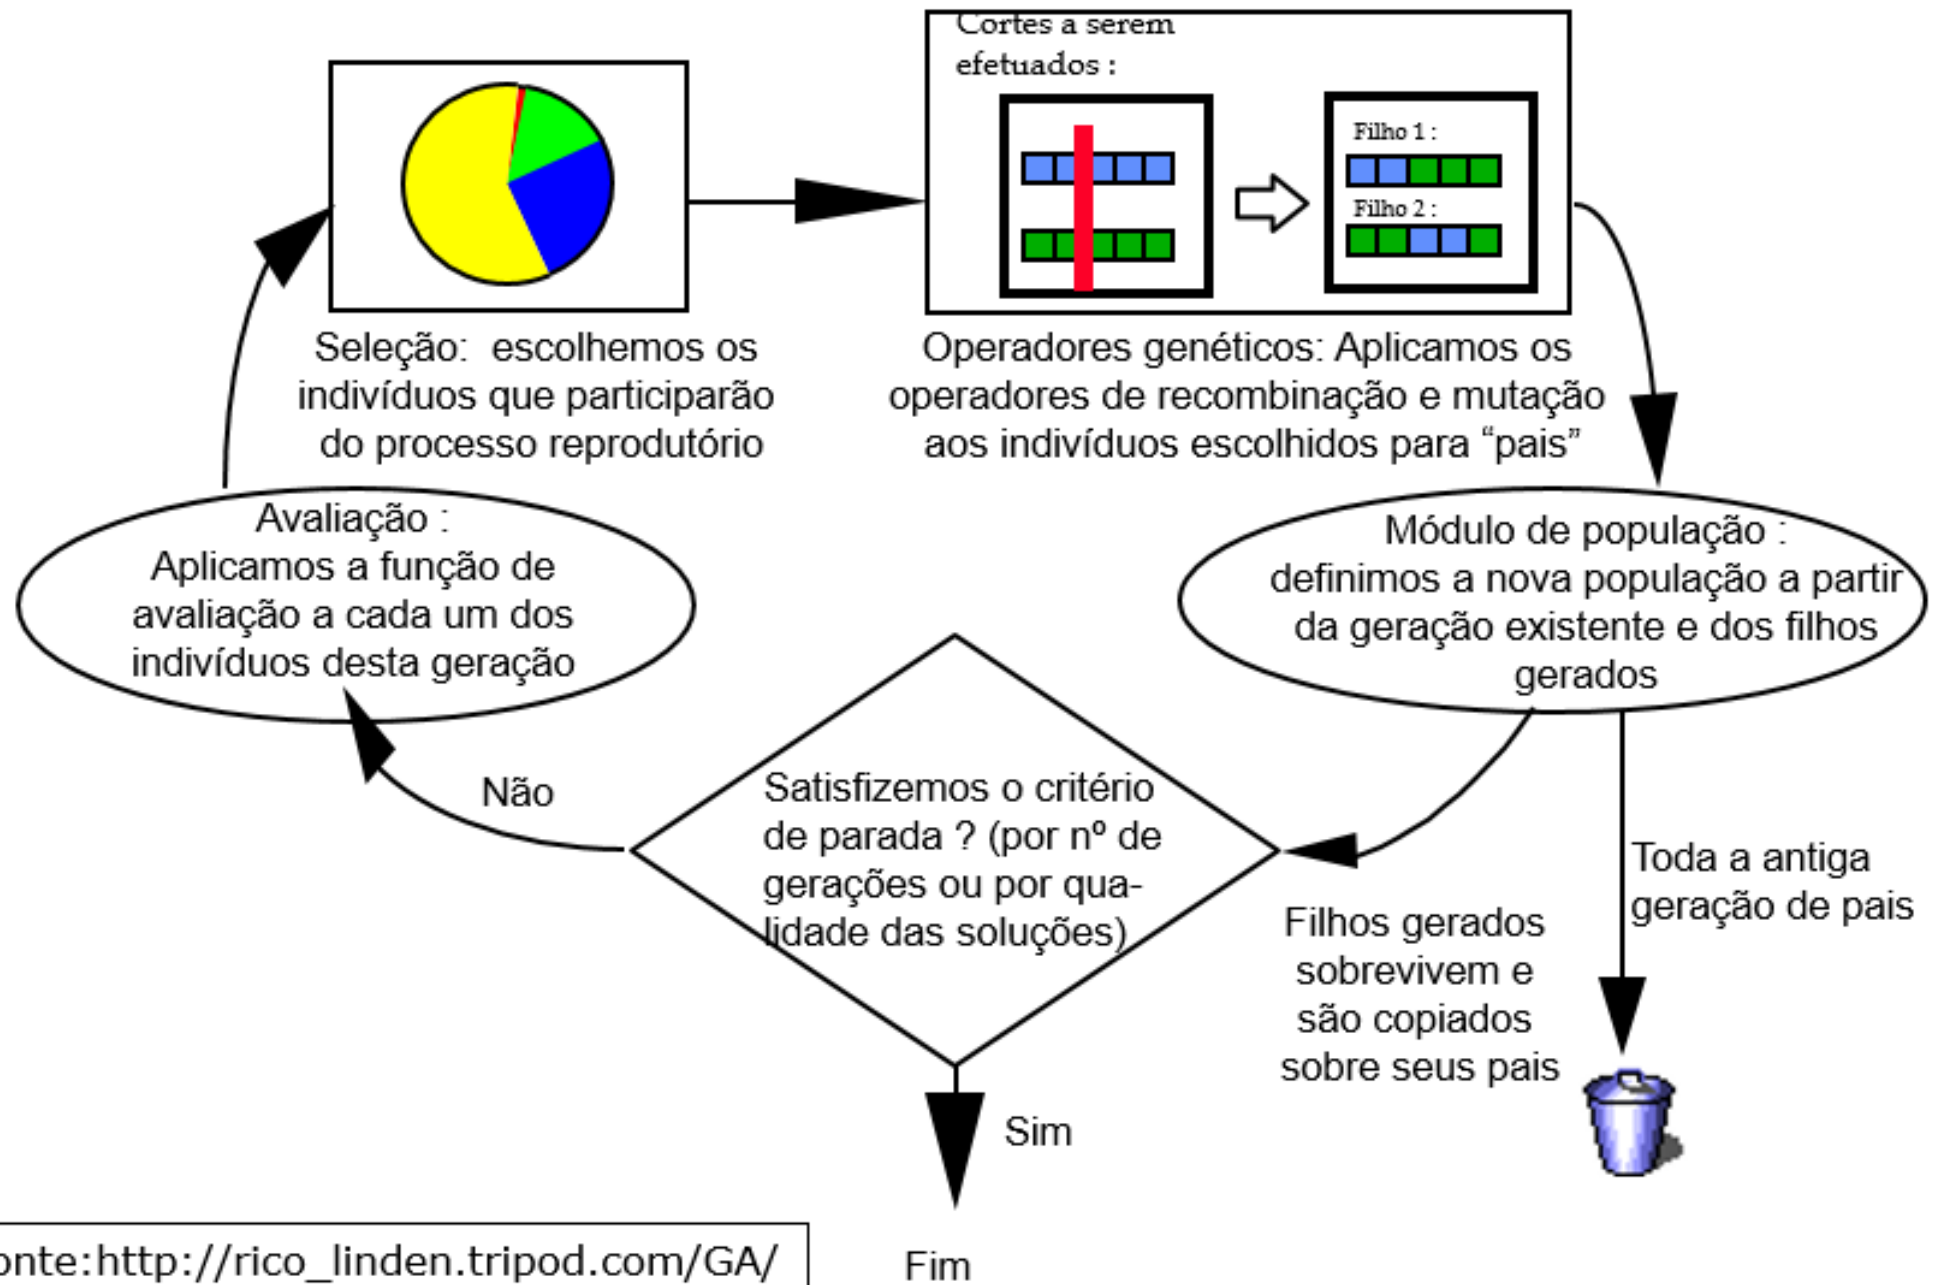 Cortes a serem
efetuados :
Filho 1 :
Filho 2 :
Seleção: escolhemos os
indivíduos que participarão
do processo reprodutório
Operadores genéticos: Aplicamos os
operadores de recombinação e mutação
aos indivíduos escolhidos para “pais”
Avaliação :
Aplicamos a função de
avaliação a cada um dos
indivíduos desta geração
Módulo de população :
definimos a nova população a partir
da geração existente e dos filhos
gerados
Não
Satisfizemos o critério
de parada ? (por nº de
gerações ou por qua-
lidade das soluções)
Toda a antiga
geração de pais
Filhos gerados
sobrevivem e
são copiados
sobre seus pais
Sim
Fim
onte:http://rico_linden.tripod.com/GA/